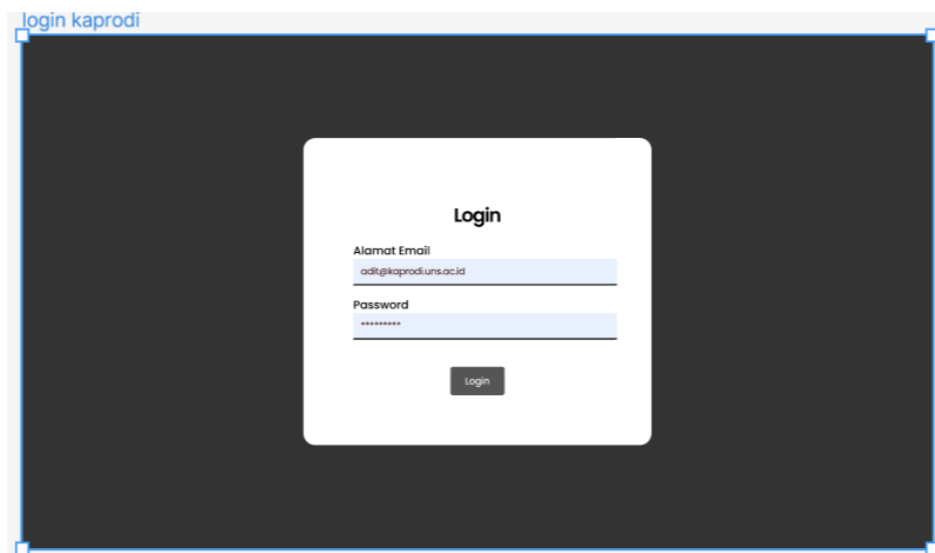 login kaprodi
Login
Alamat Email
adit@kaprodi.uns.ac.id
Password
*********
Login